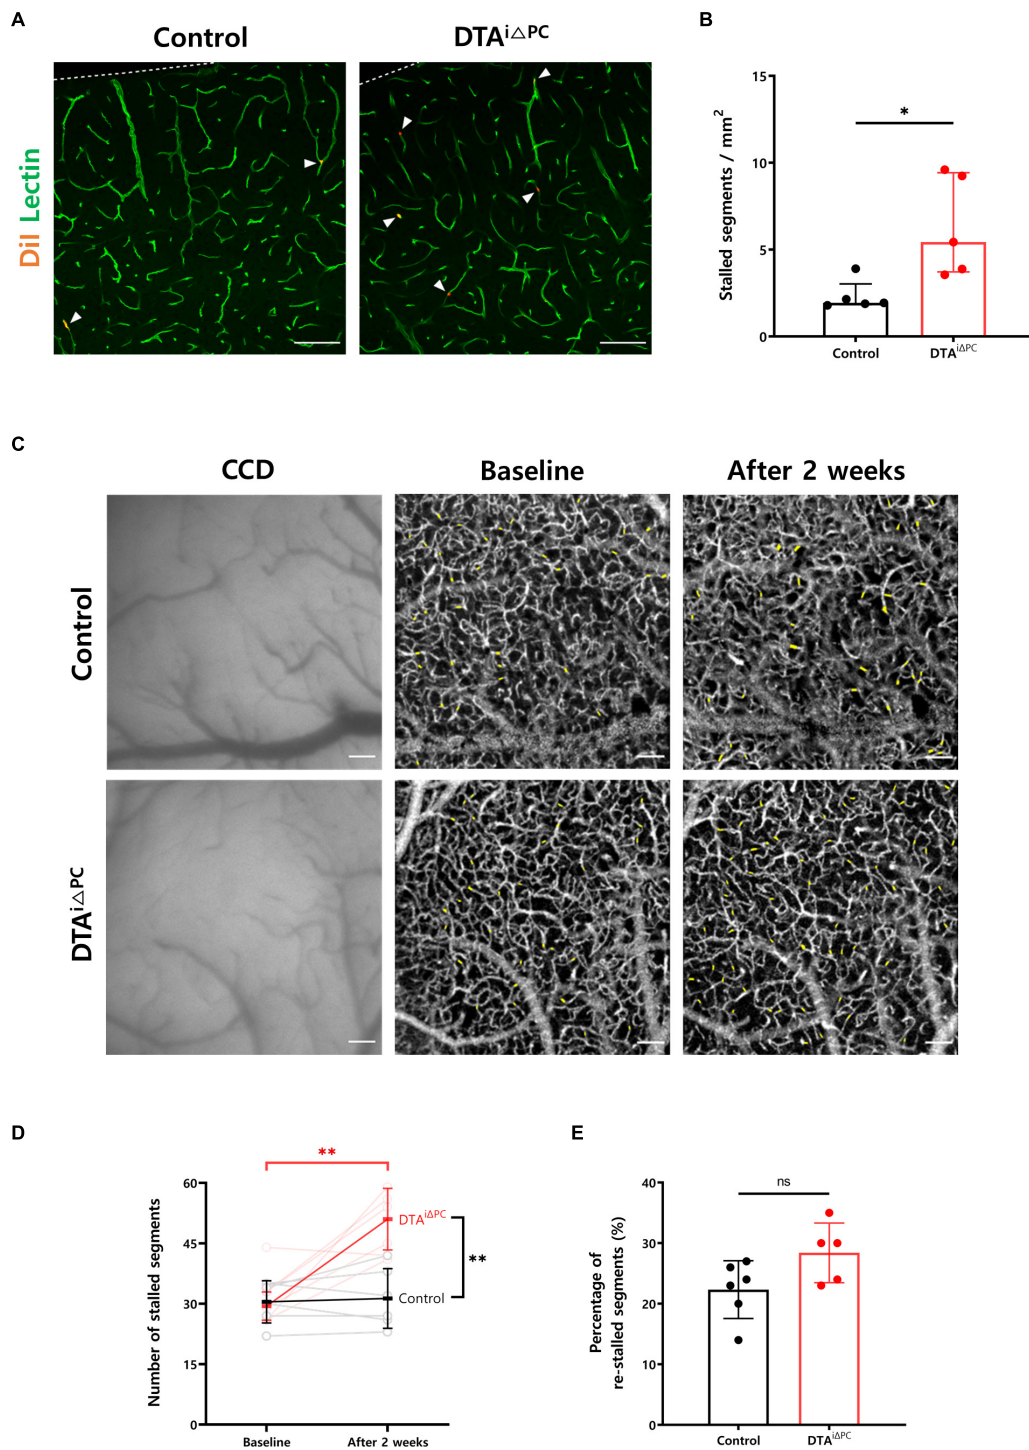 A
Control
DTAi△PC
DiI Lectin
B
Stalled segments / mm2
15
10
5
0
*
Control
DTAiΔPC
C
CCD
Baseline
After 2 weeks
Control
DTAi△PC
D
Number of stalled segments
60
45
30
15
0
**
DTAiΔPC
**
Control
Baseline
After 2 weeks
E
Percentage of
re-stalled segments (%)
40
30
20
10
0
ns
Control
DTAiΔPC